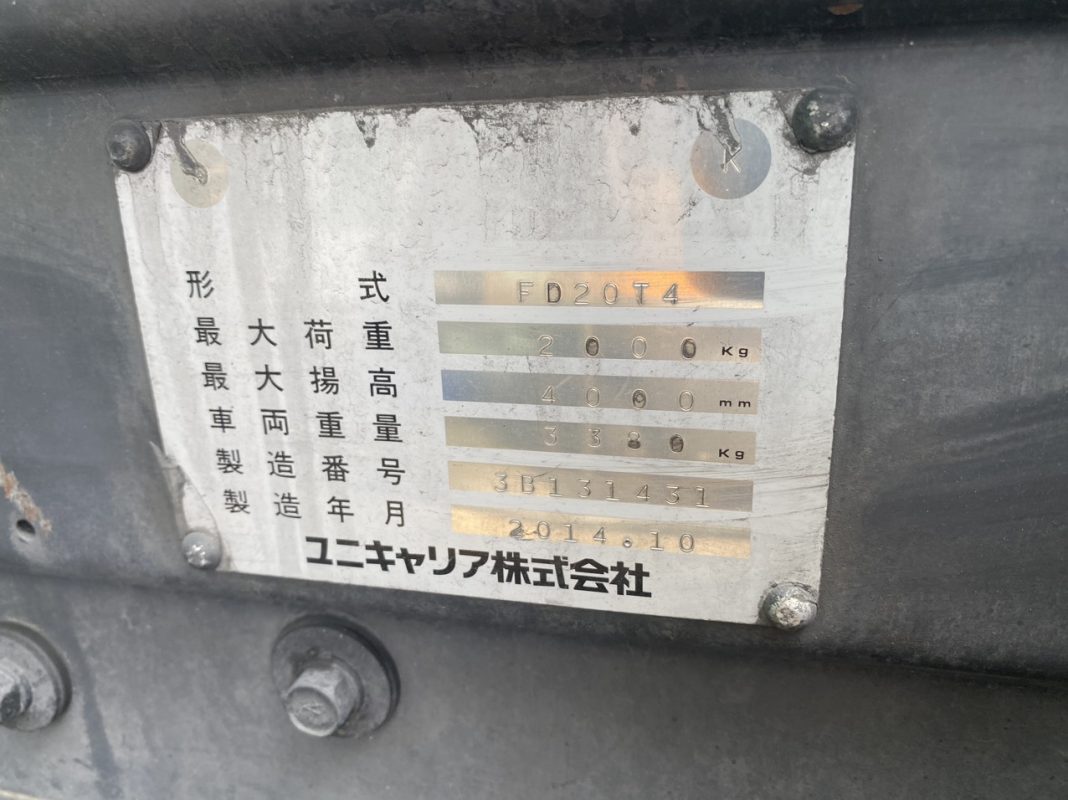 K
形式 FD20T4
最大荷重 2000 Kg
最大揚高 4000 mm
車両重量 3380 Kg
製造番号 3B131431
製造年月 2014.10
ユニキャリア株式会社